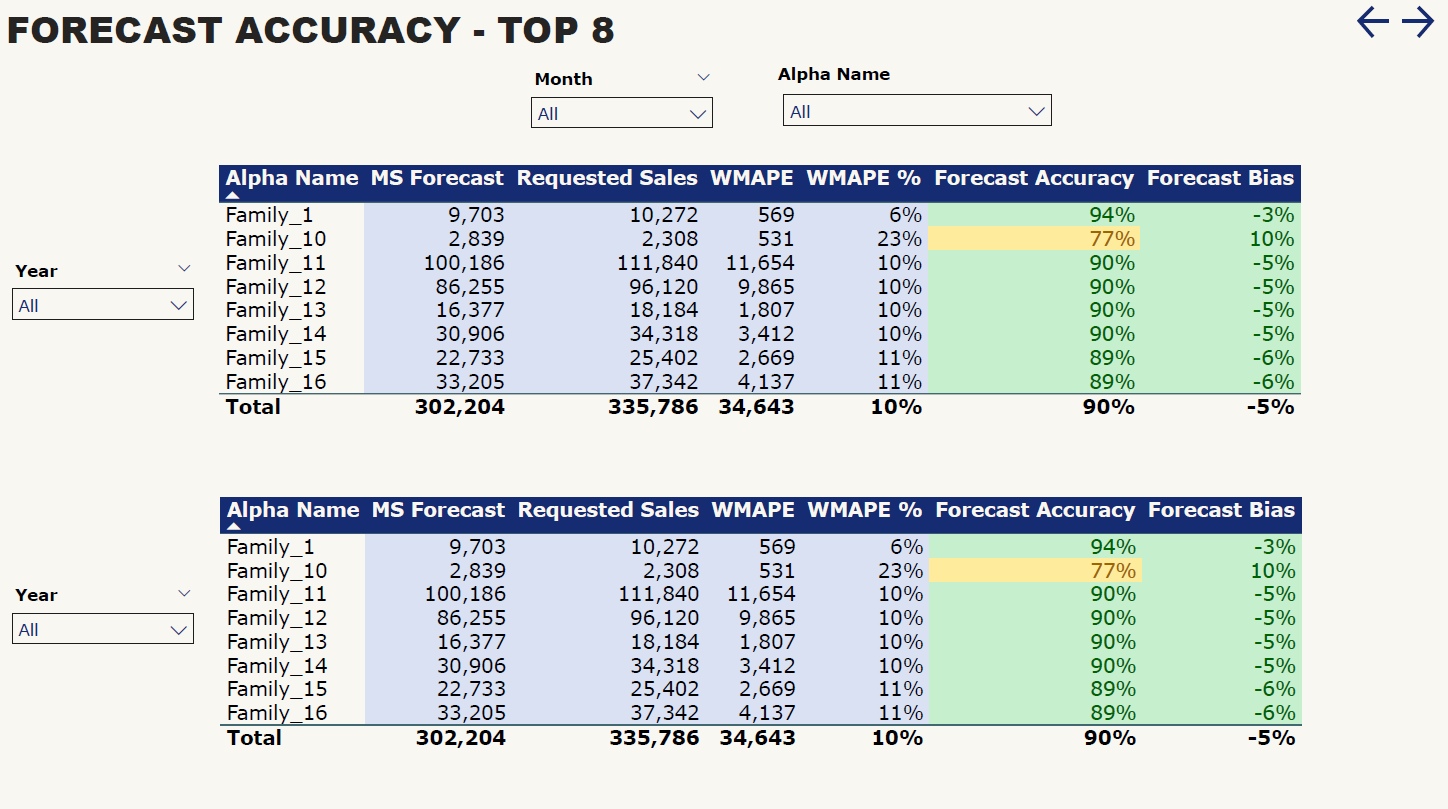 FORECAST ACCURACY - TOP 8
Month
Alpha Name
All
All
Alpha Name MS Forecast Requested Sales WMAPE WMAPE % Forecast Accuracy Forecast Bias
Family_1 9,703 10,272 569 6% 94% -3%
Family_10 2,839 2,308 531 23% 77% 10%
Family_11 100,186 111,840 11,654 10% 90% -5%
Family_12 86,255 96,120 9,865 10% 90% -5%
Family_13 16,377 18,184 1,807 10% 90% -5%
Family_14 30,906 34,318 3,412 10% 90% -5%
Family_15 22,733 25,402 2,669 11% 89% -6%
Family_16 33,205 37,342 4,137 11% 89% -6%
Total 302,204 335,786 34,643 10% 90% -5%
Year
All
Alpha Name MS Forecast Requested Sales WMAPE WMAPE % Forecast Accuracy Forecast Bias
Family_1 9,703 10,272 569 6% 94% -3%
Family_10 2,839 2,308 531 23% 77% 10%
Family_11 100,186 111,840 11,654 10% 90% -5%
Family_12 86,255 96,120 9,865 10% 90% -5%
Family_13 16,377 18,184 1,807 10% 90% -5%
Family_14 30,906 34,318 3,412 10% 90% -5%
Family_15 22,733 25,402 2,669 11% 89% -6%
Family_16 33,205 37,342 4,137 11% 89% -6%
Total 302,204 335,786 34,643 10% 90% -5%
Year
All